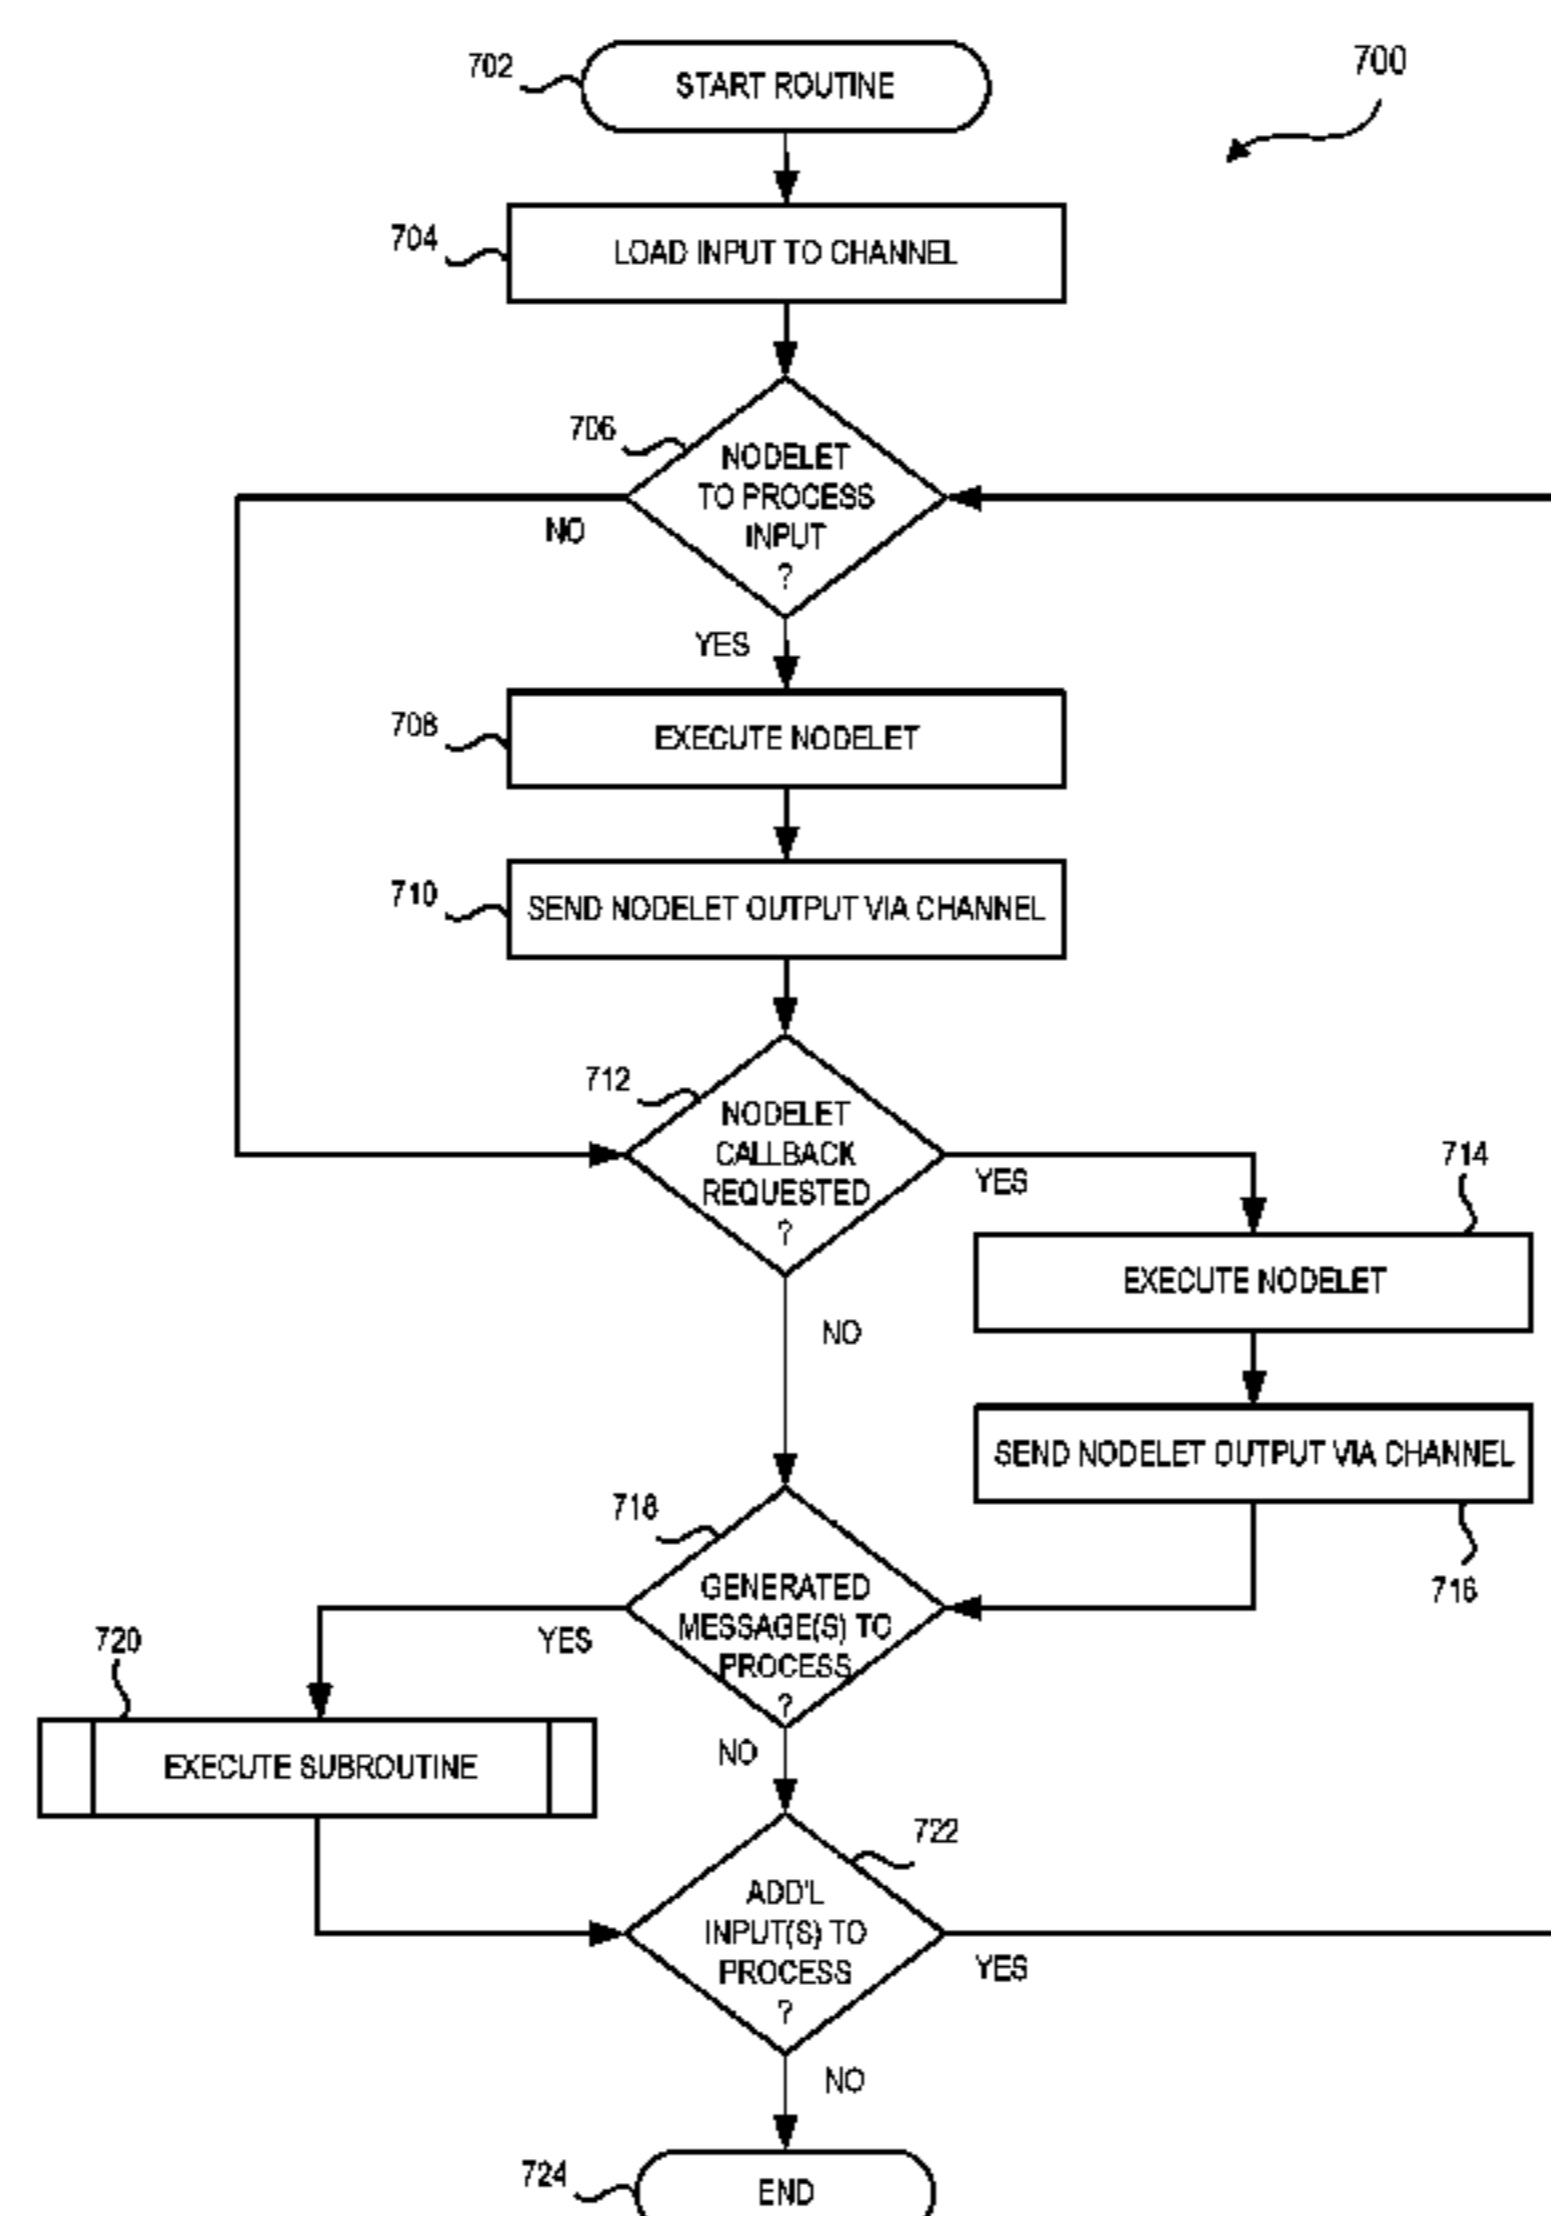 702
START ROUTINE
700
704
LOAD INPUT TO CHANNEL
706
NODELET
TO PROCESS
INPUT
?
NO
YES
708
EXECUTE NODELET
710
SEND NODELET OUTPUT VIA CHANNEL
712
NODELET
CALLBACK
REQUESTED
?
YES
714
EXECUTE NODELET
NO
SEND NODELET OUTPUT VIA CHANNEL
716
718
GENERATED
MESSAGE(S) TO
PROCESS
?
YES
720
EXECUTE SUBROUTINE
NO
722
ADD'L
INPUT(S) TO
PROCESS
?
YES
NO
724
END